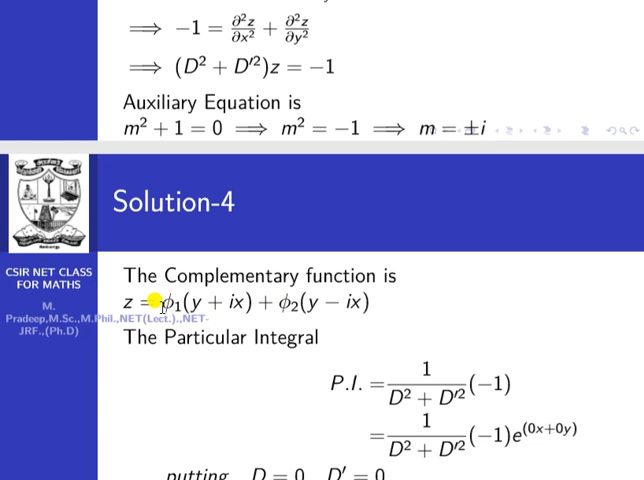 ⟹ −1 = ∂²z/∂x² + ∂²z/∂y²
⟹ (D² + D′²)z = −1
Auxiliary Equation is
m² + 1 = 0 ⟹ m² = −1 ⟹ m = ±i
Solution-4
CSIR NET CLASS
FOR MATHS
M.
Pradeep,M.Sc.,M.Phil.,NET(Lect.).,NET-
JRF.,(Ph.D)
The Complementary function is
z = ϕ₁(y + ix) + ϕ₂(y − ix)
The Particular Integral
P.I. = 1/(D² + D′²) (−1)
= 1/(D² + D′²) (−1)e^(0x+0y)
putting D = 0 D′ = 0